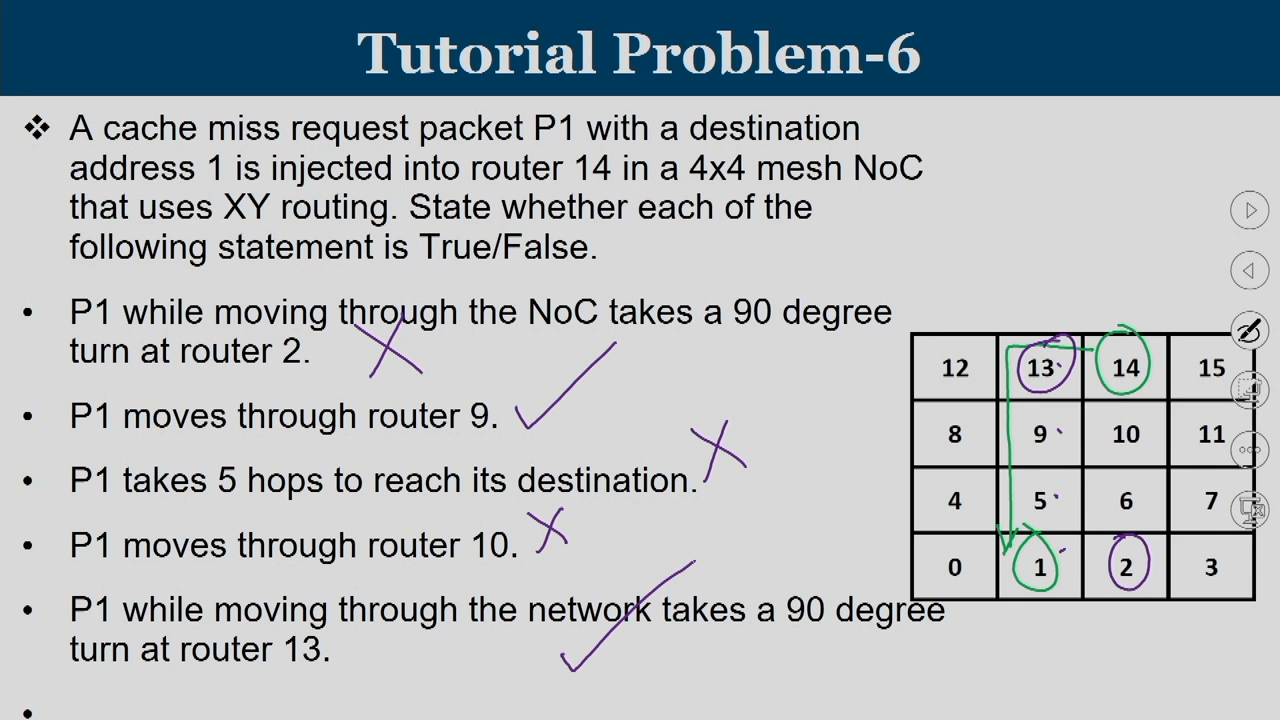 Tutorial Problem-6
❖ A cache miss request packet P1 with a destination
address 1 is injected into router 14 in a 4x4 mesh NoC
that uses XY routing. State whether each of the
following statement is True/False.
• P1 while moving through the NoC takes a 90 degree
turn at router 2.
• P1 moves through router 9.
• P1 takes 5 hops to reach its destination.
• P1 moves through router 10.
• P1 while moving through the network takes a 90 degree
turn at router 13.
•
12 13 14 15
8 9 10 11
4 5 6 7
0 1 2 3